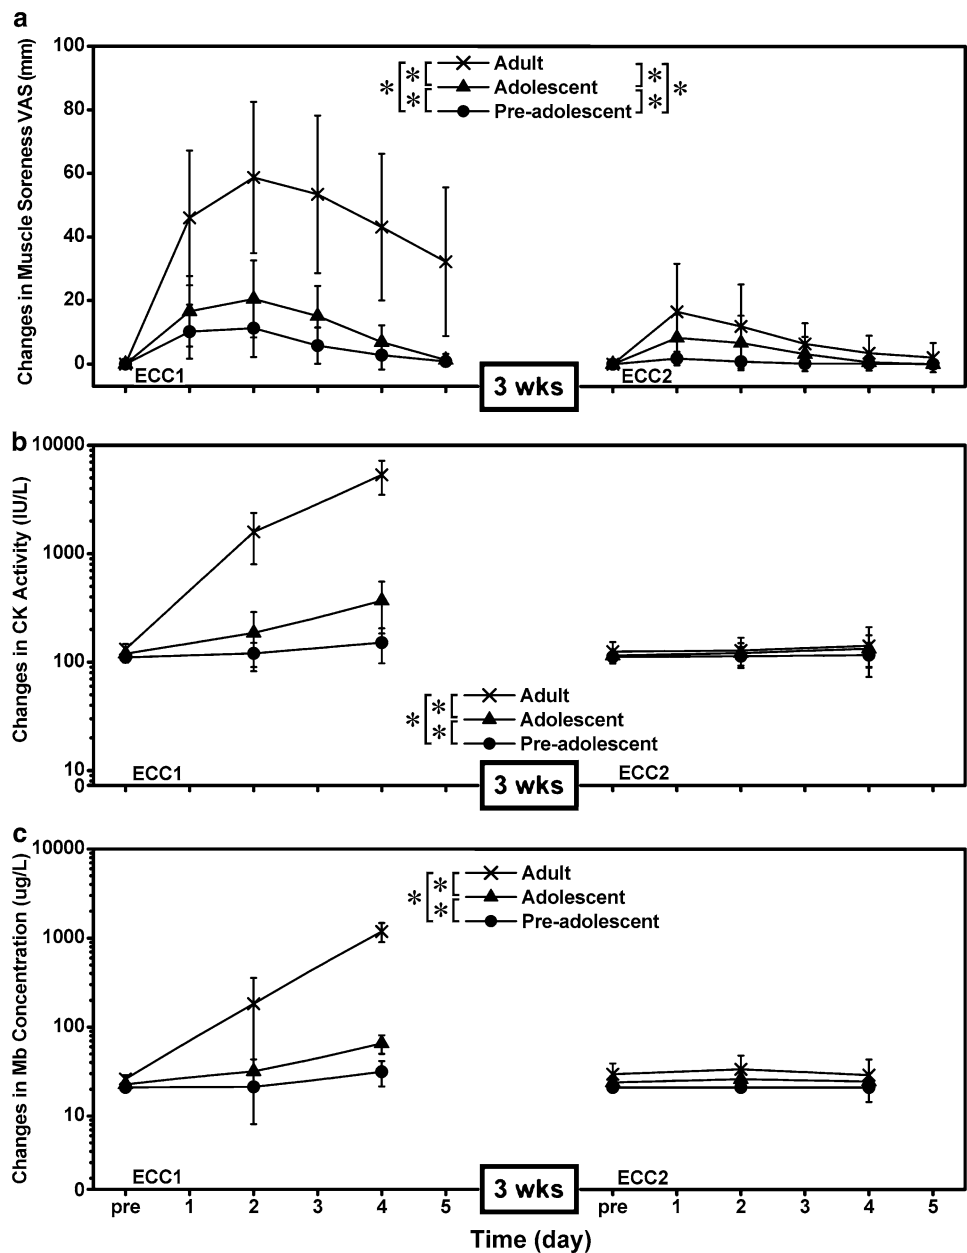 a
Changes in Muscle Soreness VAS (mm)
100
80
60
40
20
0
* * * Adult
Adolescent
Pre-adolescent
* * *
ECC1
3 wks
ECC2
b
Changes in CK Activity (IU/L)
10000
1000
100
10
0
* * * Adult
Adolescent
Pre-adolescent
ECC1
3 wks
ECC2
c
Changes in Mb Concentration (ug/L)
10000
1000
100
10
0
* * * Adult
Adolescent
Pre-adolescent
ECC1
3 wks
ECC2
pre 1 2 3 4 5 pre 1 2 3 4 5
Time (day)